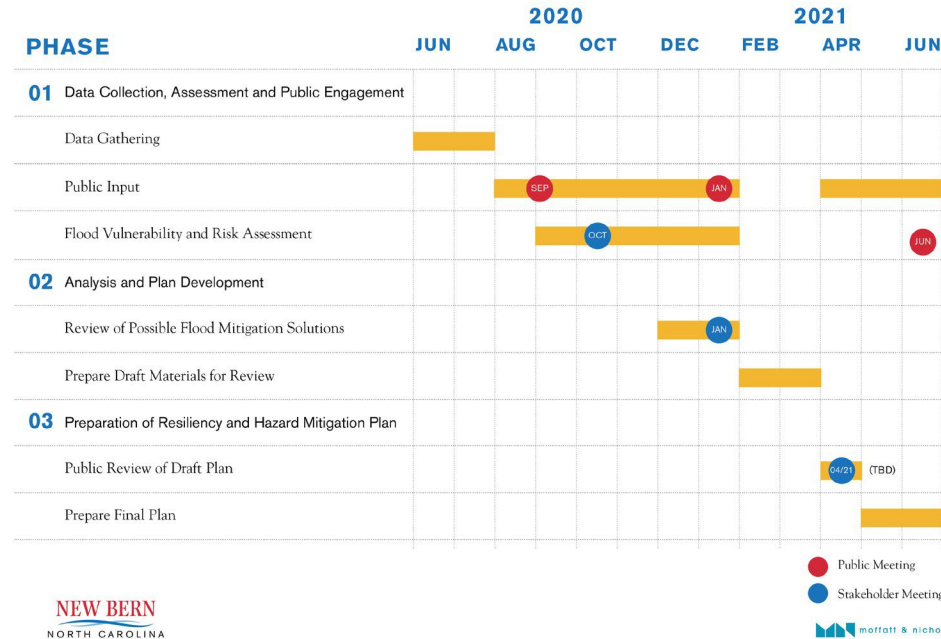 2020 2021
PHASE JUN AUG OCT DEC FEB APR JUN
01 Data Collection, Assessment and Public Engagement
Data Gathering
Public Input SEP JAN
Flood Vulnerability and Risk Assessment OCT JUN
02 Analysis and Plan Development
Review of Possible Flood Mitigation Solutions JAN
Prepare Draft Materials for Review
03 Preparation of Resiliency and Hazard Mitigation Plan
Public Review of Draft Plan 04/21 (TBD)
Prepare Final Plan
Public Meeting
Stakeholder Meeting
NEW BERN
NORTH CAROLINA
moffatt & nicho